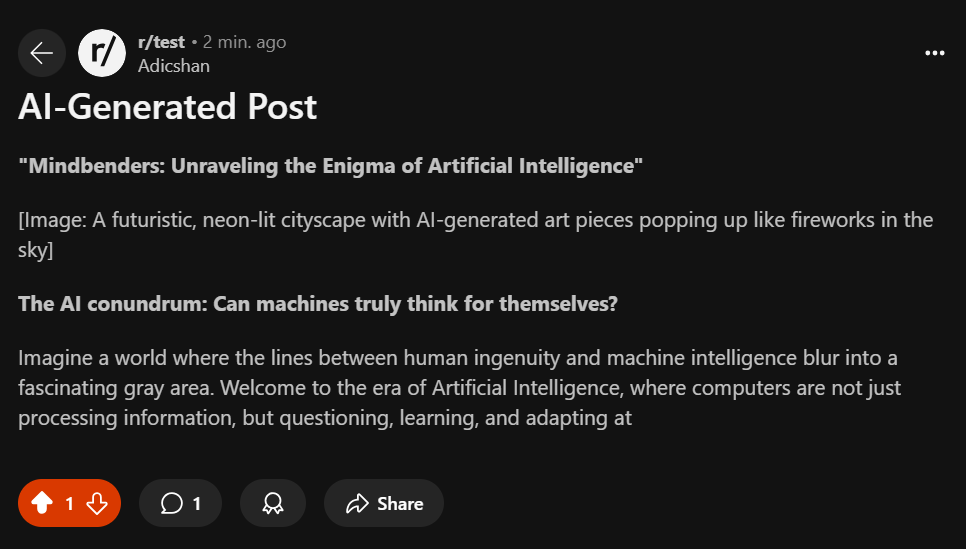 r/
r/test • 2 min. ago
Adicshan
AI-Generated Post
"Mindbenders: Unraveling the Enigma of Artificial Intelligence"
[Image: A futuristic, neon-lit cityscape with AI-generated art pieces popping up like fireworks in the
sky]
The AI conundrum: Can machines truly think for themselves?
Imagine a world where the lines between human ingenuity and machine intelligence blur into a
fascinating gray area. Welcome to the era of Artificial Intelligence, where computers are not just
processing information, but questioning, learning, and adapting at
1 1 Share